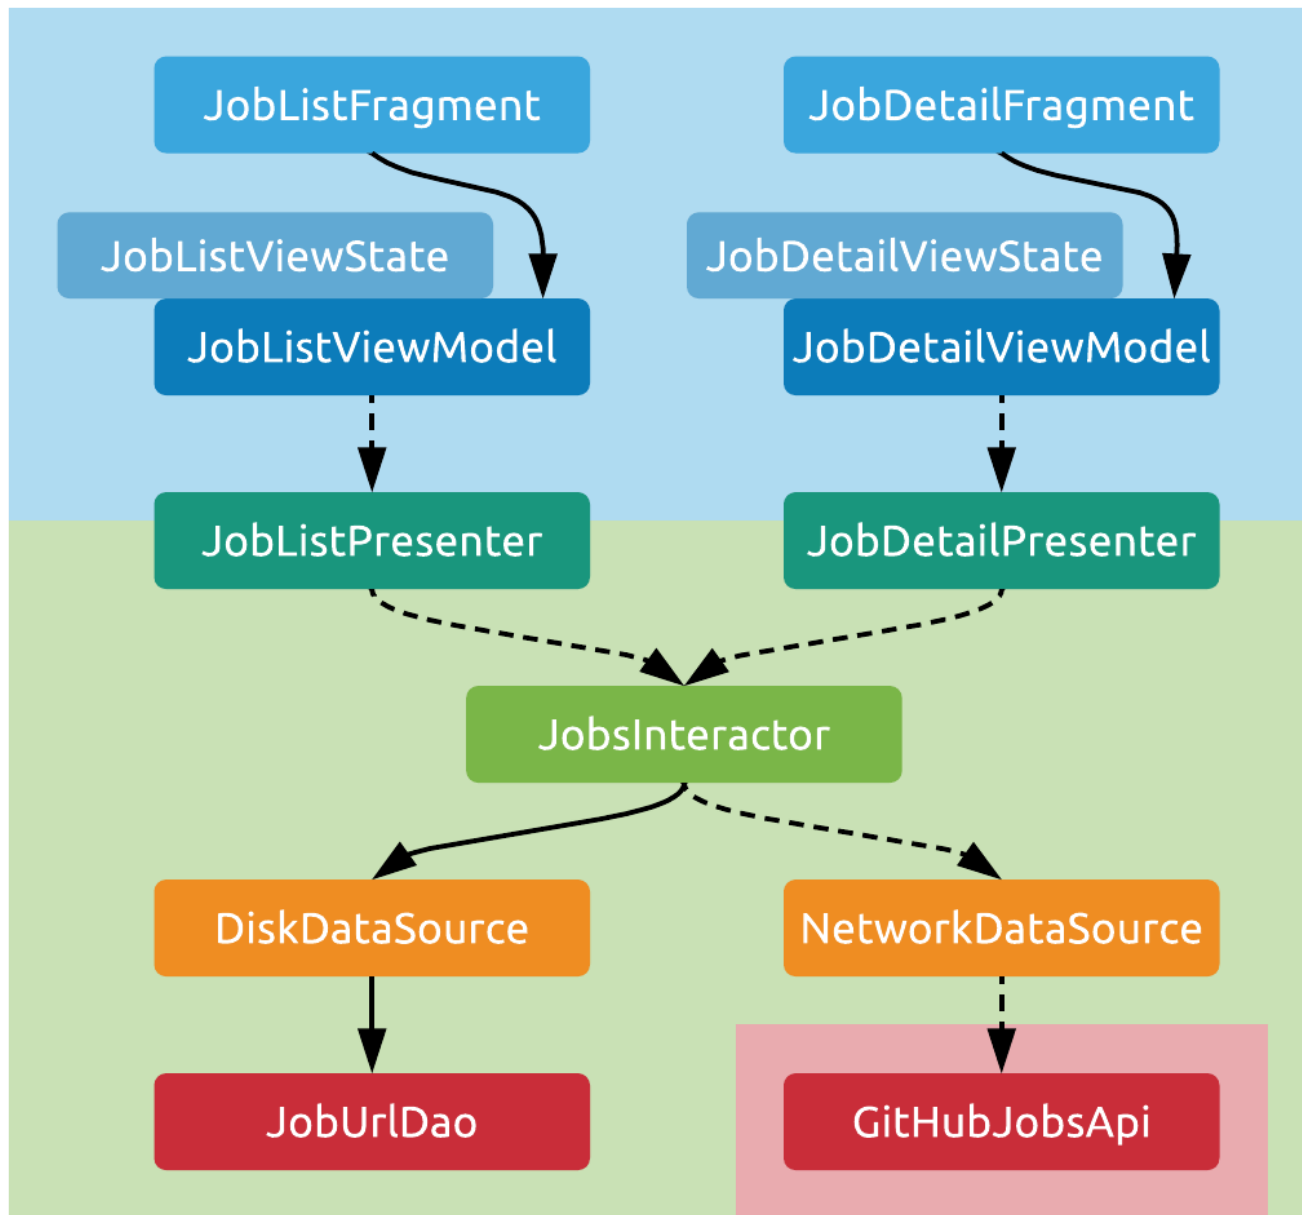 JobListFragment
JobDetailFragment
JobListViewState
JobDetailViewState
JobListViewModel
JobDetailViewModel
JobListPresenter
JobDetailPresenter
JobsInteractor
DiskDataSource
NetworkDataSource
JobUrlDao
GitHubJobsApi